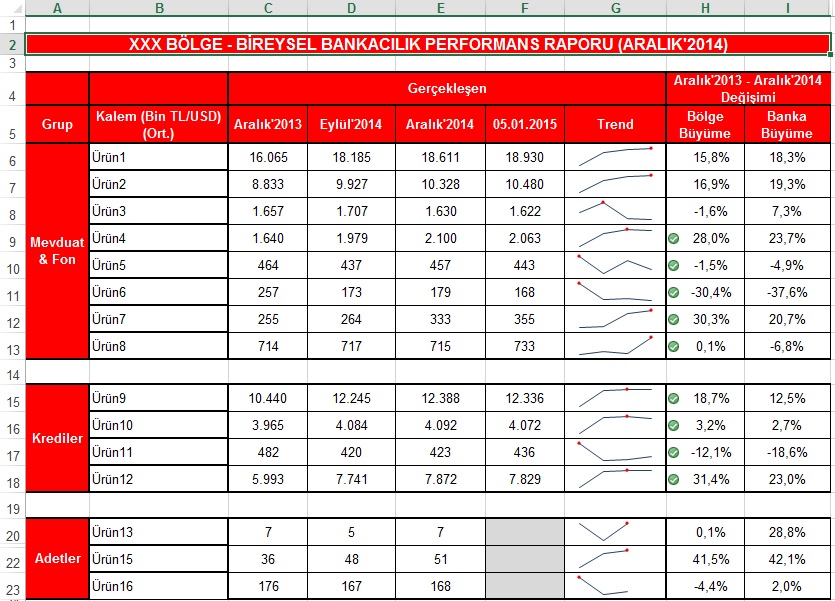 A B C D E F G H I
1
2 XXX BÖLGE - BİREYSEL BANKACILIK PERFORMANS RAPORU (ARALIK'2014)
3
4 Gerçekleşen Aralık'2013 - Aralık'2014 Değişimi
5 Grup Kalem (Bin TL/USD) (Ort.) Aralık'2013 Eylül'2014 Aralık'2014 05.01.2015 Trend Bölge Büyüme Banka Büyüme
Mevduat & Fon
6 Ürün1 16.065 18.185 18.611 18.930 15,8% 18,3%
7 Ürün2 8.833 9.927 10.328 10.480 16,9% 19,3%
8 Ürün3 1.657 1.707 1.630 1.622 -1,6% 7,3%
9 Ürün4 1.640 1.979 2.100 2.063 28,0% 23,7%
10 Ürün5 464 437 457 443 -1,5% -4,9%
11 Ürün6 257 173 179 168 -30,4% -37,6%
12 Ürün7 255 264 333 355 30,3% 20,7%
13 Ürün8 714 717 715 733 0,1% -6,8%
14
Krediler
15 Ürün9 10.440 12.245 12.388 12.336 18,7% 12,5%
16 Ürün10 3.965 4.084 4.092 4.072 3,2% 2,7%
17 Ürün11 482 420 423 436 -12,1% -18,6%
18 Ürün12 5.993 7.741 7.872 7.829 31,4% 23,0%
19
Adetler
20 Ürün13 7 5 7 0,1% 28,8%
22 Ürün15 36 48 51 41,5% 42,1%
23 Ürün16 176 167 168 -4,4% 2,0%